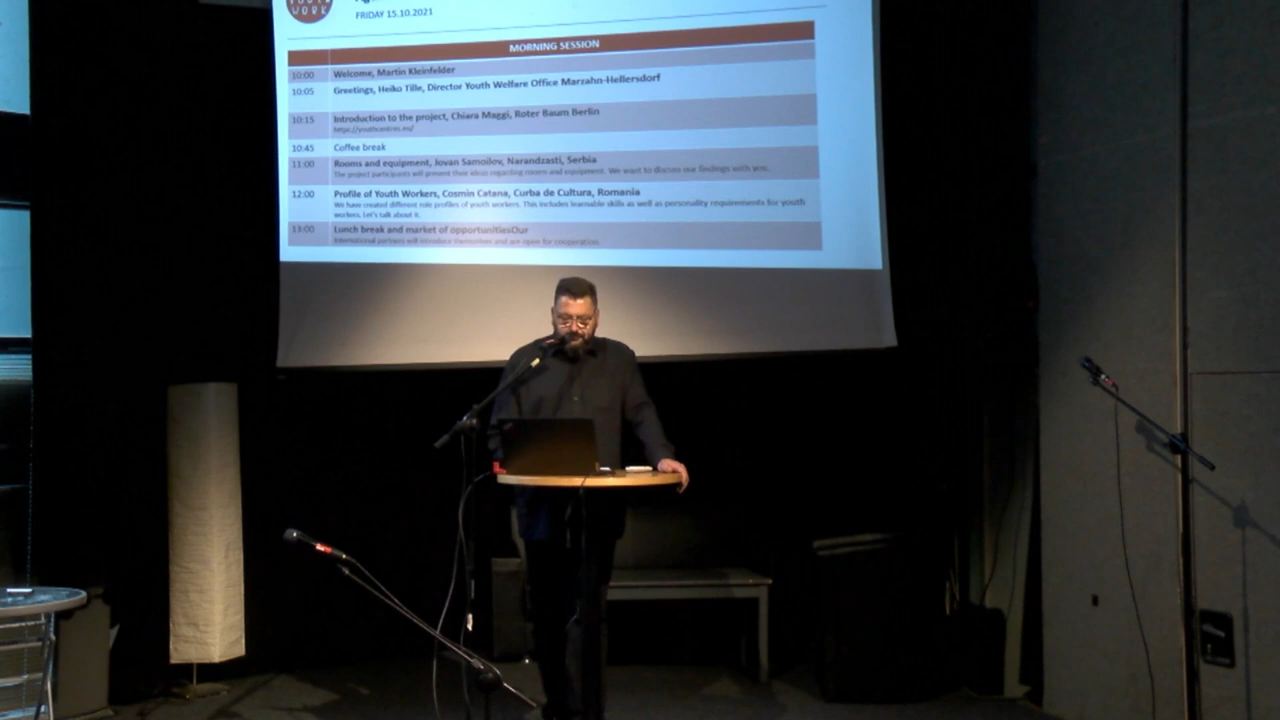 WORK
FRIDAY 15.10.2021
MORNING SESSION
10:00 Welcome, Martin Kleinfelder
10:05 Greetings, Heiko Tille, Director Youth Welfare Office Marzahn-Hellersdorf
10:15 Introduction to the project, Chiara Maggi, Roter Baum Berlin
https://youthcentres.eu/
10:45 Coffee break
11:00 Rooms and equipment, Jovan Samoilov, Narandzasti, Serbia
The project participants will present their ideas regarding rooms and equipment. We want to discuss our findings with you.
12:00 Profile of Youth Workers, Cosmin Catana, Curba de Cultura, Romania
We have created different role profiles of youth workers. This includes learnable skills as well as personality requirements for youth
workers. Let's talk about it.
13:00 Lunch break and market of opportunitiesOur
International partners will introduce themselves and are open for cooperation.